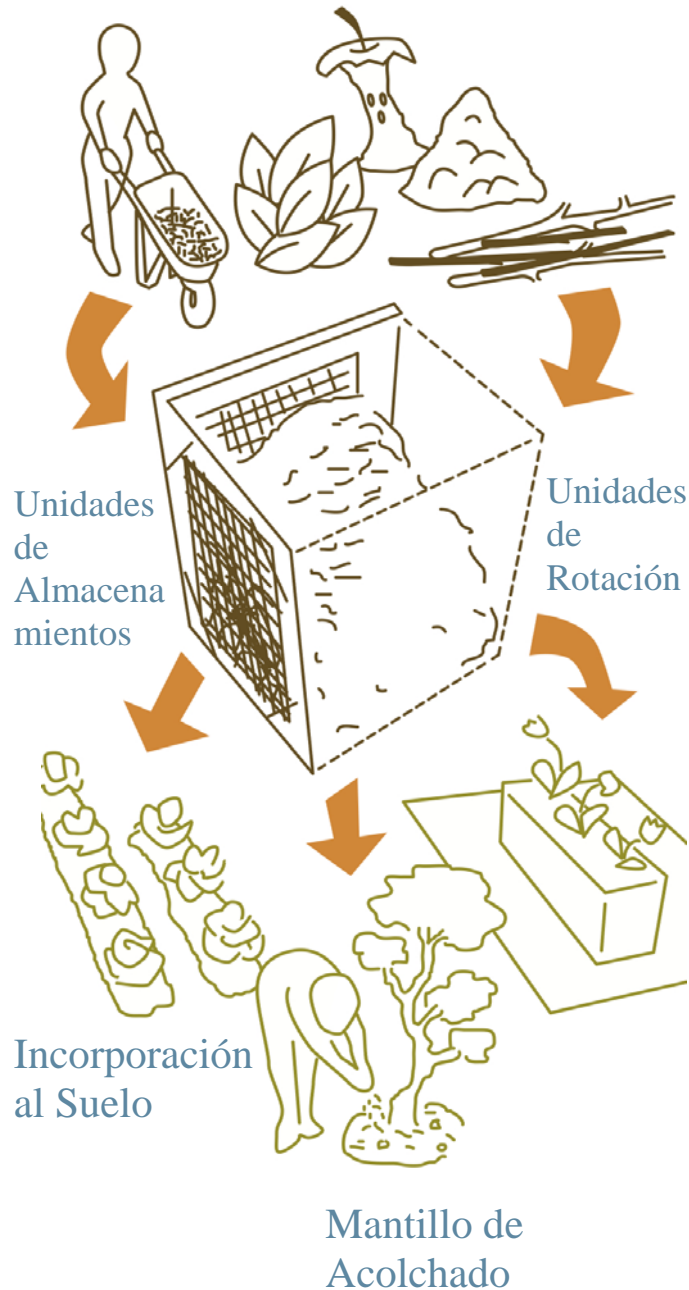 Unidades
de
Almacena
mientos
Unidades
de
Rotación
Incorporación
al Suelo
Mantillo de
Acolchado